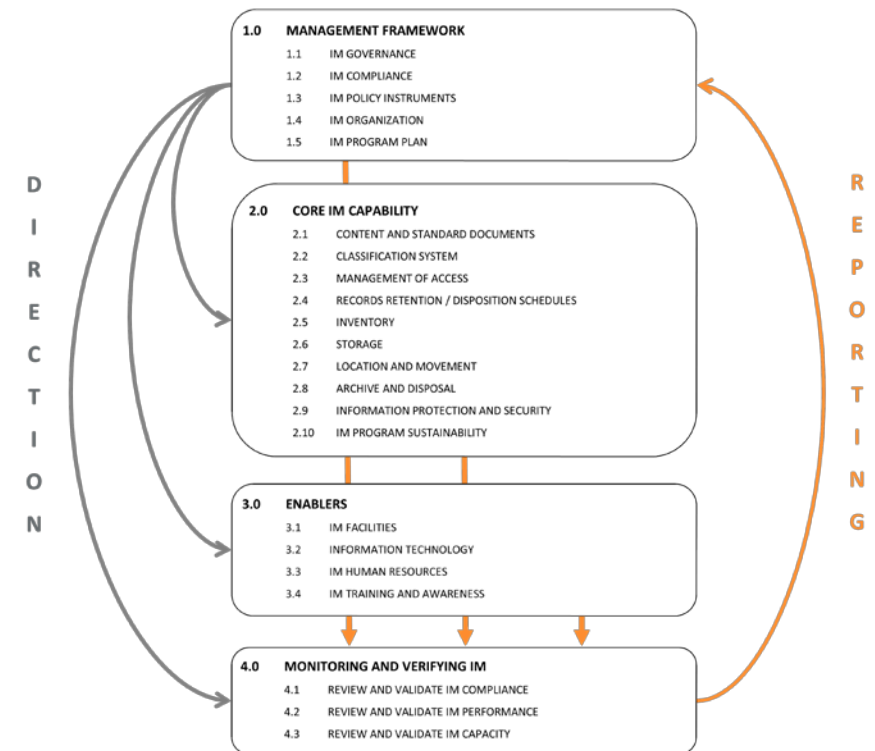 1.0 MANAGEMENT FRAMEWORK
1.1 IM GOVERNANCE
1.2 IM COMPLIANCE
1.3 IM POLICY INSTRUMENTS
1.4 IM ORGANIZATION
1.5 IM PROGRAM PLAN
DIRECTION
2.0 CORE IM CAPABILITY
2.1 CONTENT AND STANDARD DOCUMENTS
2.2 CLASSIFICATION SYSTEM
2.3 MANAGEMENT OF ACCESS
2.4 RECORDS RETENTION / DISPOSITION SCHEDULES
2.5 INVENTORY
2.6 STORAGE
2.7 LOCATION AND MOVEMENT
2.8 ARCHIVE AND DISPOSAL
2.9 INFORMATION PROTECTION AND SECURITY
2.10 IM PROGRAM SUSTAINABILITY
REPORTING
3.0 ENABLERS
3.1 IM FACILITIES
3.2 INFORMATION TECHNOLOGY
3.3 IM HUMAN RESOURCES
3.4 IM TRAINING AND AWARENESS
4.0 MONITORING AND VERIFYING IM
4.1 REVIEW AND VALIDATE IM COMPLIANCE
4.2 REVIEW AND VALIDATE IM PERFORMANCE
4.3 REVIEW AND VALIDATE IM CAPACITY